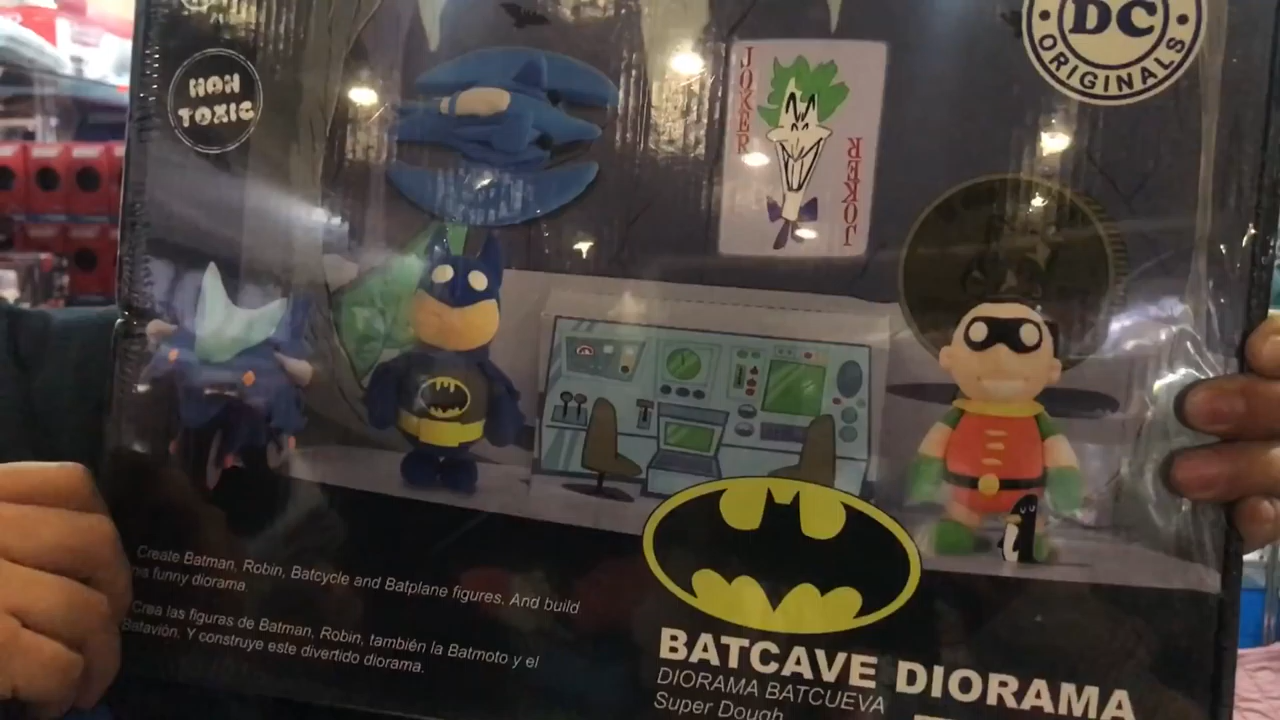 NON
TOXIC
DC
ORIGINALS
JOKER
JOKER
Create Batman, Robin, Batcycle and Batplane figures. And build
funny diorama.
Crea las figuras de Batman, Robin, también la Batmoto y el
Batavión. Y construye este divertido diorama.
BATCAVE DIORAMA
DIORAMA BATCUEVA
Super Dough